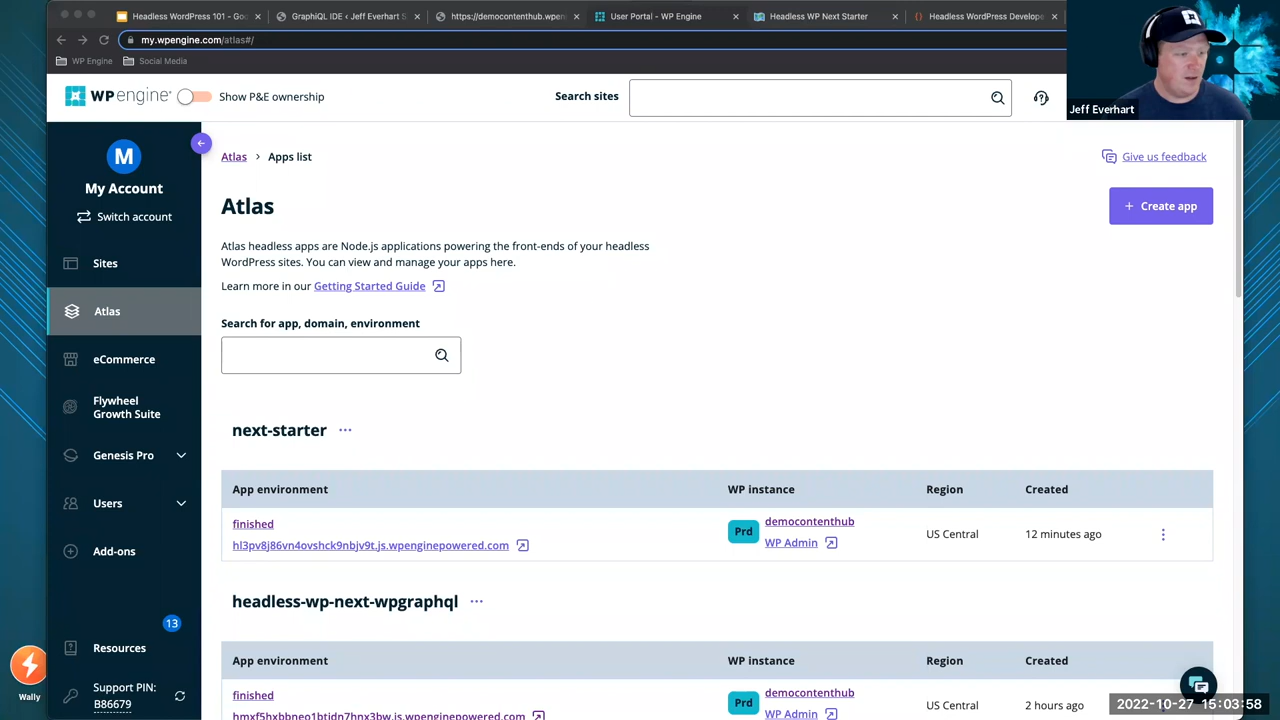 Headless WordPress 101 - Goo
GraphiQL IDE ‹ Jeff Everhart S
https://democontenthub.wpen
User Portal - WP Engine
Headless WP Next Starter
Headless WordPress Develope
my.wpengine.com/atlas#/
WP Engine
Social Media
Jeff Everhart
WP engine
Show P&E ownership
Search sites
M
My Account
Switch account
Sites
Atlas
eCommerce
Flywheel
Growth Suite
Genesis Pro
Users
Add-ons
13
Resources
Support PIN:
B86679
Wally
Atlas > Apps list
Give us feedback
Atlas
+ Create app
Atlas headless apps are Node.js applications powering the front-ends of your headless
WordPress sites. You can view and manage your apps here.
Learn more in our Getting Started Guide
Search for app, domain, environment
next-starter
App environment WP instance Region Created
finished
hl3pv8j86vn4ovshck9nbjv9t.js.wpenginepowered.com
Prd
democontenthub
WP Admin
US Central
12 minutes ago
headless-wp-next-wpgraphql
App environment WP instance Region Created
finished
hmxf5hxbbneo1btjdn7hnx3bw.js.wpenginepowered.com
Prd
democontenthub
WP Admin
US Central
2 hours ago
2022-10-27 15:03:58